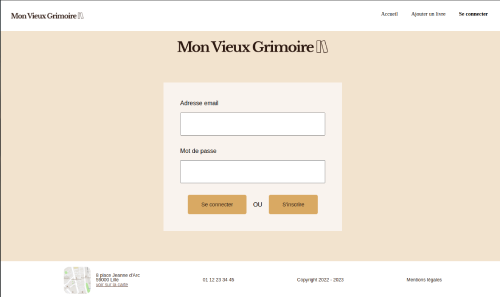 Mon Vieux Grimoire
Accueil
Ajouter un livre
Se connecter
Mon Vieux Grimoire
Adresse email
Mot de passe
Se connecter
OU
S'inscrire
8 place Jeanne d'Arc
59000 Lille
voir sur la carte
01 12 23 34 45
Copyright 2022 - 2023
Mentions légales